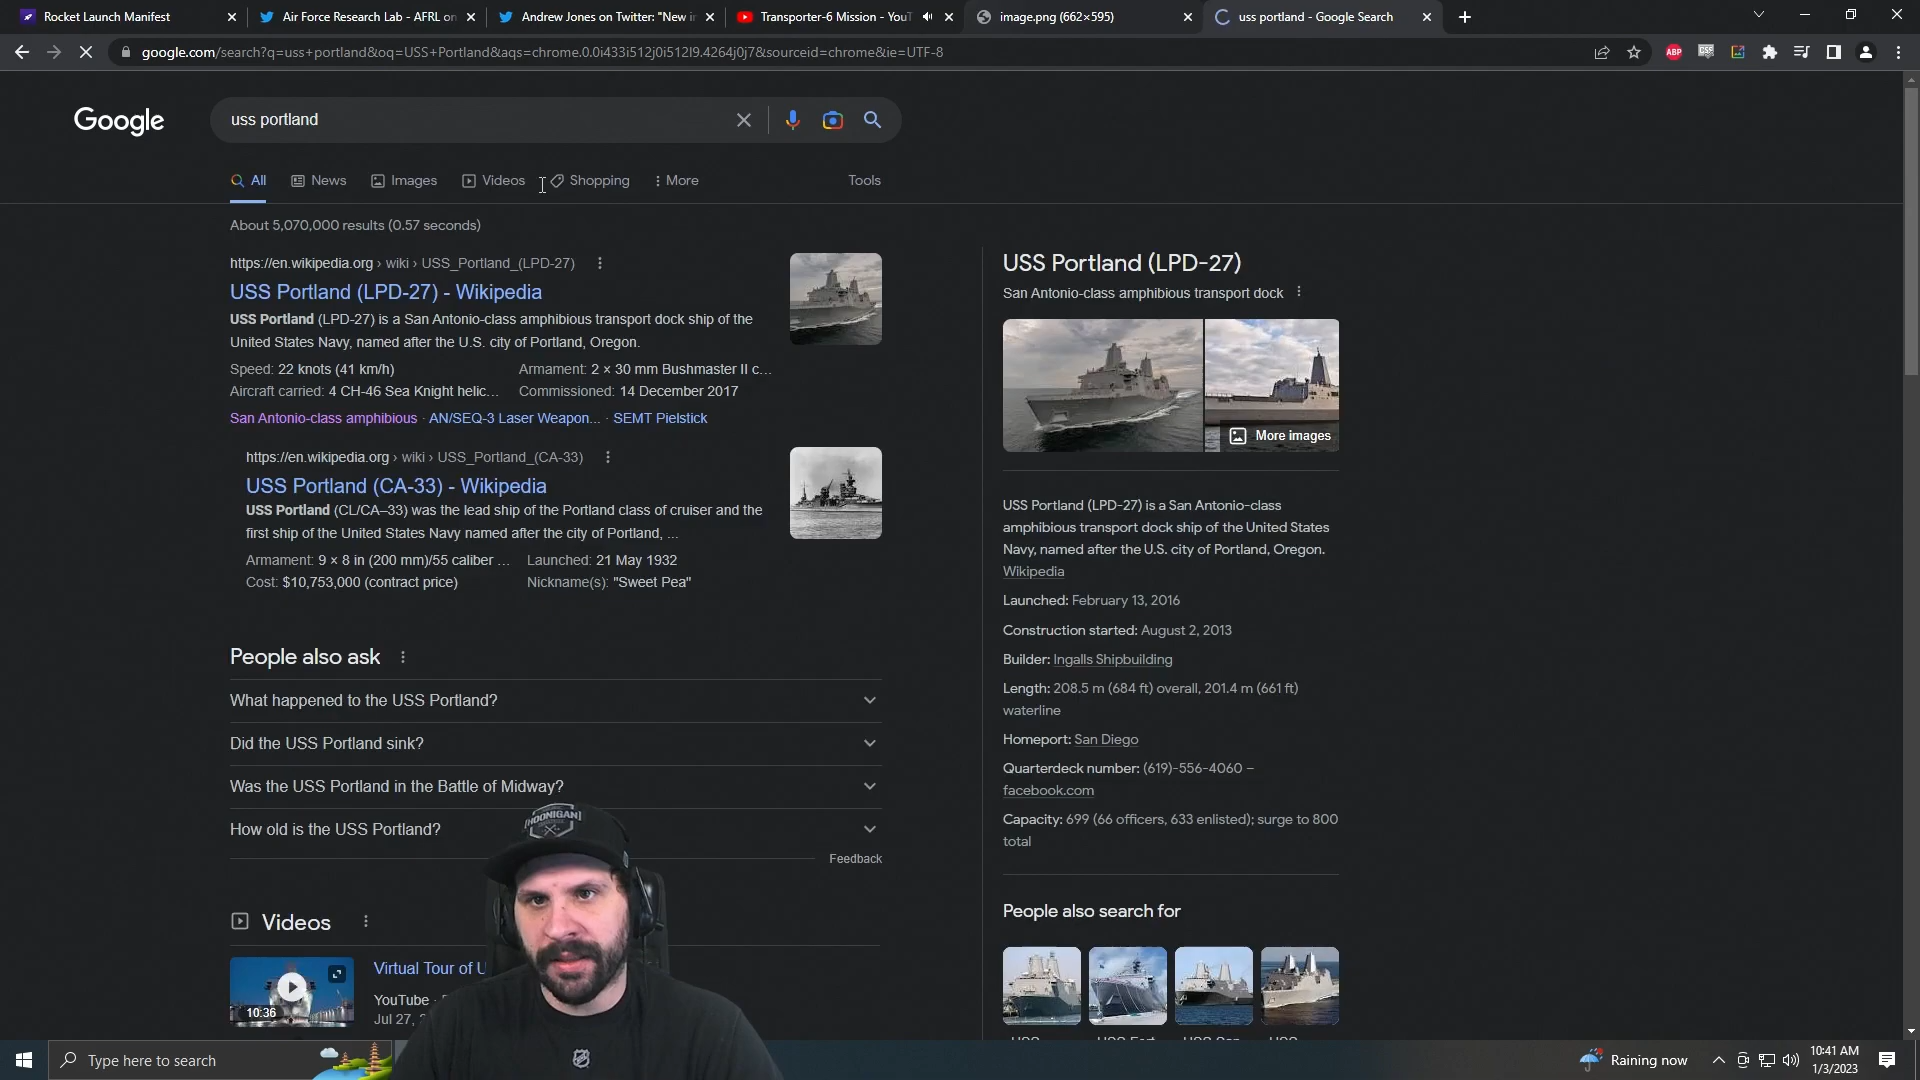 Rocket Launch Manifest
Air Force Research Lab - AFRL on
Andrew Jones on Twitter: "New in
Transporter-6 Mission - YouT
image.png (662×595)
uss portland - Google Search
google.com/search?q=uss+portland&oq=USS+Portland&aqs=chrome.0.0i433i512j0i512l9.4264j0j7&sourceid=chrome&ie=UTF-8
ABP
Google
uss portland
All
News
Images
Videos
Shopping
More
Tools
About 5,070,000 results (0.57 seconds)
https://en.wikipedia.org › wiki › USS_Portland_(LPD-27)
USS Portland (LPD-27) - Wikipedia
USS Portland (LPD-27) is a San Antonio-class amphibious transport dock ship of the
United States Navy, named after the U.S. city of Portland, Oregon.
Speed: 22 knots (41 km/h)
Armament: 2 × 30 mm Bushmaster II c...
Aircraft carried: 4 CH-46 Sea Knight helic...
Commissioned: 14 December 2017
San Antonio-class amphibious · AN/SEQ-3 Laser Weapon... · SEMT Pielstick
https://en.wikipedia.org › wiki › USS_Portland_(CA-33)
USS Portland (CA-33) - Wikipedia
USS Portland (CL/CA–33) was the lead ship of the Portland class of cruiser and the
first ship of the United States Navy named after the city of Portland, ...
Armament: 9 × 8 in (200 mm)/55 caliber ...
Launched: 21 May 1932
Cost: $10,753,000 (contract price)
Nickname(s): "Sweet Pea"
People also ask
What happened to the USS Portland?
Did the USS Portland sink?
Was the USS Portland in the Battle of Midway?
How old is the USS Portland?
Feedback
Videos
Virtual Tour of U
YouTube ·
Jul 27, 2
10:36
USS Portland (LPD-27)
San Antonio-class amphibious transport dock
More images
USS Portland (LPD-27) is a San Antonio-class
amphibious transport dock ship of the United States
Navy, named after the U.S. city of Portland, Oregon.
Wikipedia
Launched: February 13, 2016
Construction started: August 2, 2013
Builder: Ingalls Shipbuilding
Length: 208.5 m (684 ft) overall, 201.4 m (661 ft)
waterline
Homeport: San Diego
Quarterdeck number: (619)-556-4060 –
facebook.com
Capacity: 699 (66 officers, 633 enlisted); surge to 800
total
People also search for
HOONIGAN
Type here to search
Raining now
10:41 AM
1/3/2023